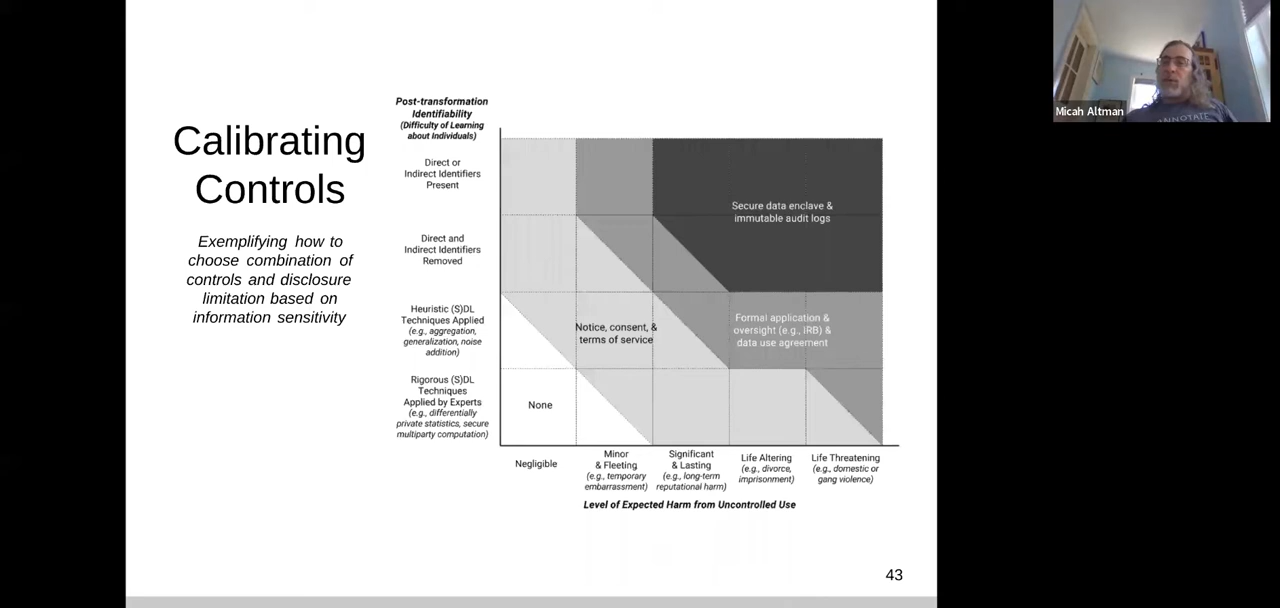 Calibrating
Controls
Exemplifying how to
choose combination of
controls and disclosure
limitation based on
information sensitivity
Post-transformation
Identifiability
(Difficulty of Learning
about Individuals)
Direct or
Indirect Identifiers
Present
Direct and
Indirect Identifiers
Removed
Heuristic (S)DL
Techniques Applied
(e.g., aggregation,
generalization, noise
addition)
Rigorous (S)DL
Techniques
Applied by Experts
(e.g., differentially
private statistics, secure
multiparty computation)
Secure data enclave &
immutable audit logs
Notice, consent, &
terms of service
Formal application &
oversight (e.g., IRB) &
data use agreement
None
Negligible
Minor
& Fleeting
(e.g., temporary
embarrassment)
Significant
& Lasting
(e.g., long-term
reputational harm)
Life Altering
(e.g., divorce,
imprisonment)
Life Threatening
(e.g., domestic or
gang violence)
Level of Expected Harm from Uncontrolled Use
43
Micah Altman
ANNOTATE